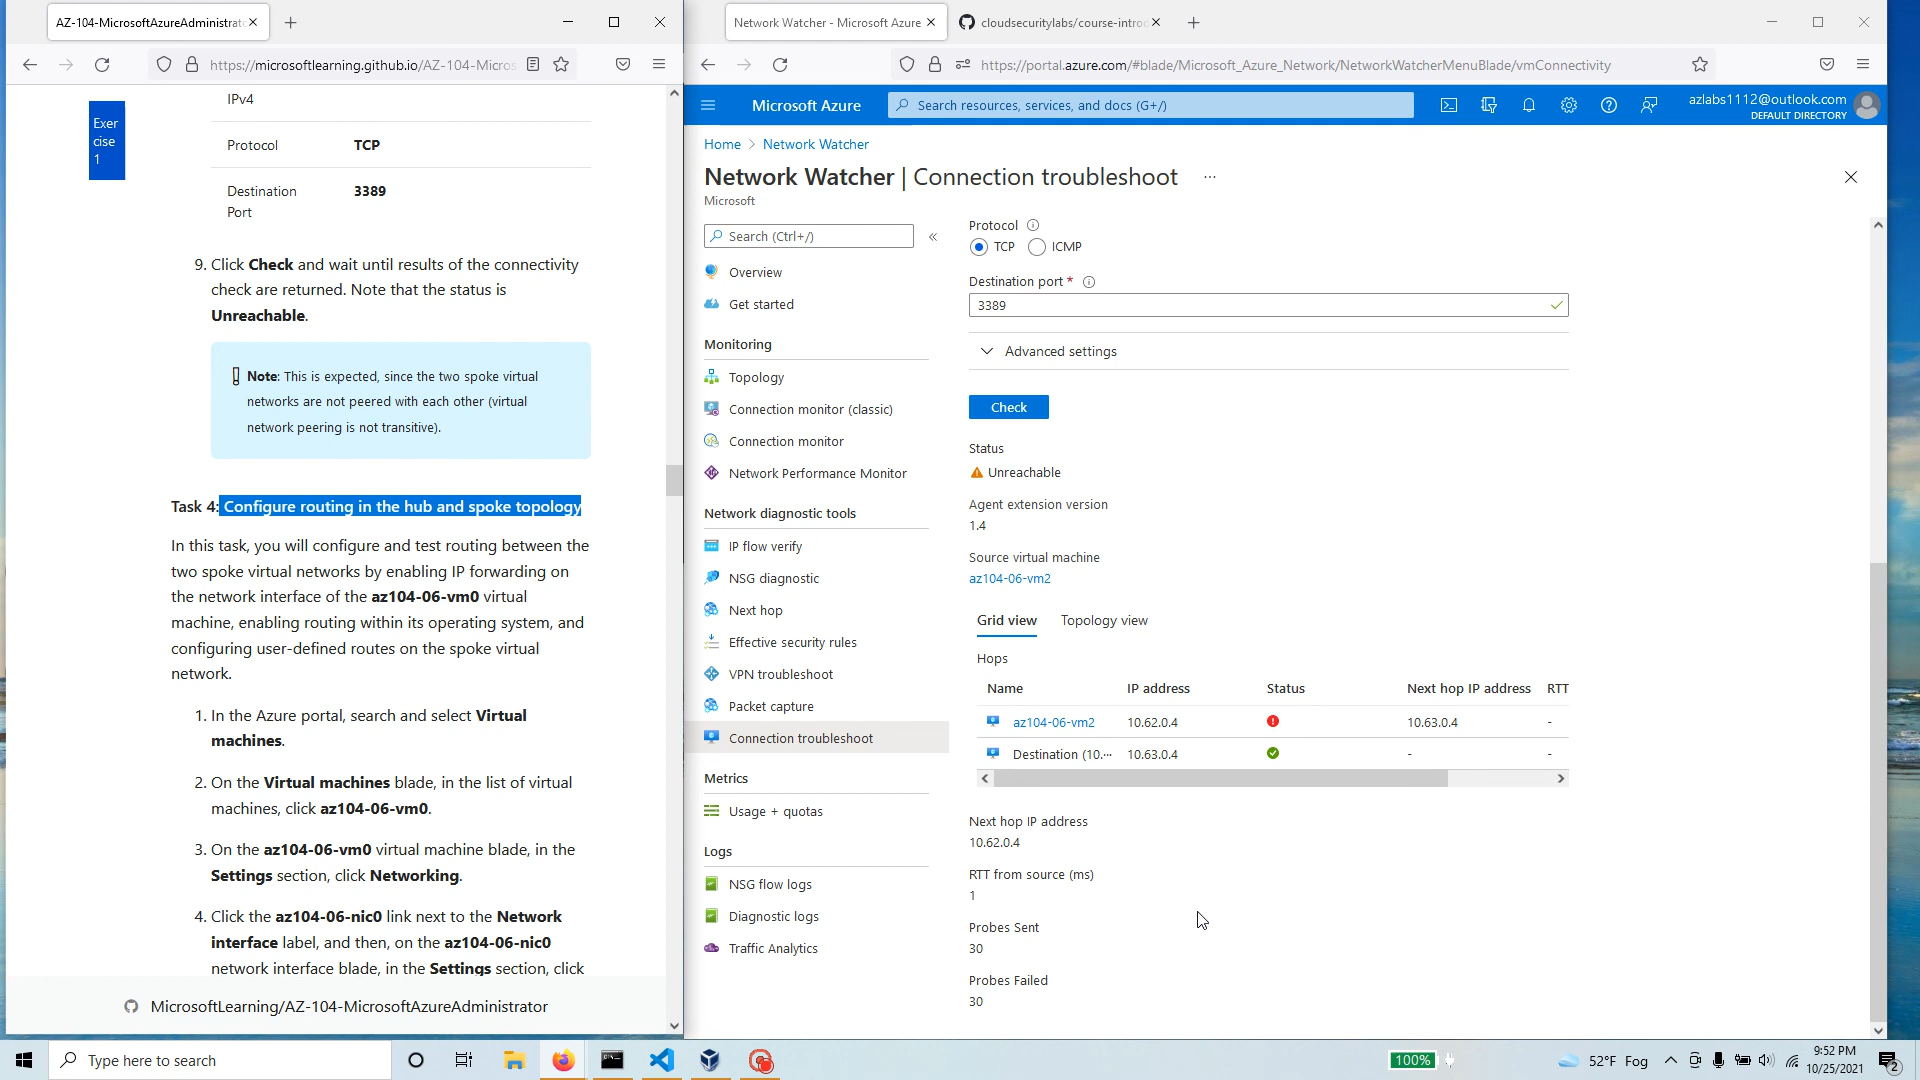 AZ-104-MicrosoftAzureAdministrat
https://microsoftlearning.github.io/AZ-104-Micros
Exer
cise
1
IPv4
Protocol TCP
Destination 3389
Port
9. Click Check and wait until results of the connectivity
check are returned. Note that the status is
Unreachable.
Note: This is expected, since the two spoke virtual
networks are not peered with each other (virtual
network peering is not transitive).
Task 4: Configure routing in the hub and spoke topology
In this task, you will configure and test routing between the
two spoke virtual networks by enabling IP forwarding on
the network interface of the az104-06-vm0 virtual
machine, enabling routing within its operating system, and
configuring user-defined routes on the spoke virtual
network.
1. In the Azure portal, search and select Virtual
machines.
2. On the Virtual machines blade, in the list of virtual
machines, click az104-06-vm0.
3. On the az104-06-vm0 virtual machine blade, in the
Settings section, click Networking.
4. Click the az104-06-nic0 link next to the Network
interface label, and then, on the az104-06-nic0
network interface blade, in the Settings section, click
MicrosoftLearning/AZ-104-MicrosoftAzureAdministrator
Network Watcher - Microsoft Azure
cloudsecuritylabs/course-intro
https://portal.azure.com/#blade/Microsoft_Azure_Network/NetworkWatcherMenuBlade/vmConnectivity
Microsoft Azure
Search resources, services, and docs (G+/)
azlabs1112@outlook.com
DEFAULT DIRECTORY
Home > Network Watcher
Network Watcher | Connection troubleshoot ...
Microsoft
Search (Ctrl+/)
Overview
Get started
Monitoring
Topology
Connection monitor (classic)
Connection monitor
Network Performance Monitor
Network diagnostic tools
IP flow verify
NSG diagnostic
Next hop
Effective security rules
VPN troubleshoot
Packet capture
Connection troubleshoot
Metrics
Usage + quotas
Logs
NSG flow logs
Diagnostic logs
Traffic Analytics
Protocol
TCP ICMP
Destination port *
3389
Advanced settings
Check
Status
Unreachable
Agent extension version
1.4
Source virtual machine
az104-06-vm2
Grid view Topology view
Hops
Name IP address Status Next hop IP address RTT
az104-06-vm2 10.62.0.4 10.63.0.4 -
Destination (10.... 10.63.0.4 - -
Next hop IP address
10.62.0.4
RTT from source (ms)
1
Probes Sent
30
Probes Failed
30
Type here to search
100%
52°F Fog
9:52 PM
10/25/2021
2